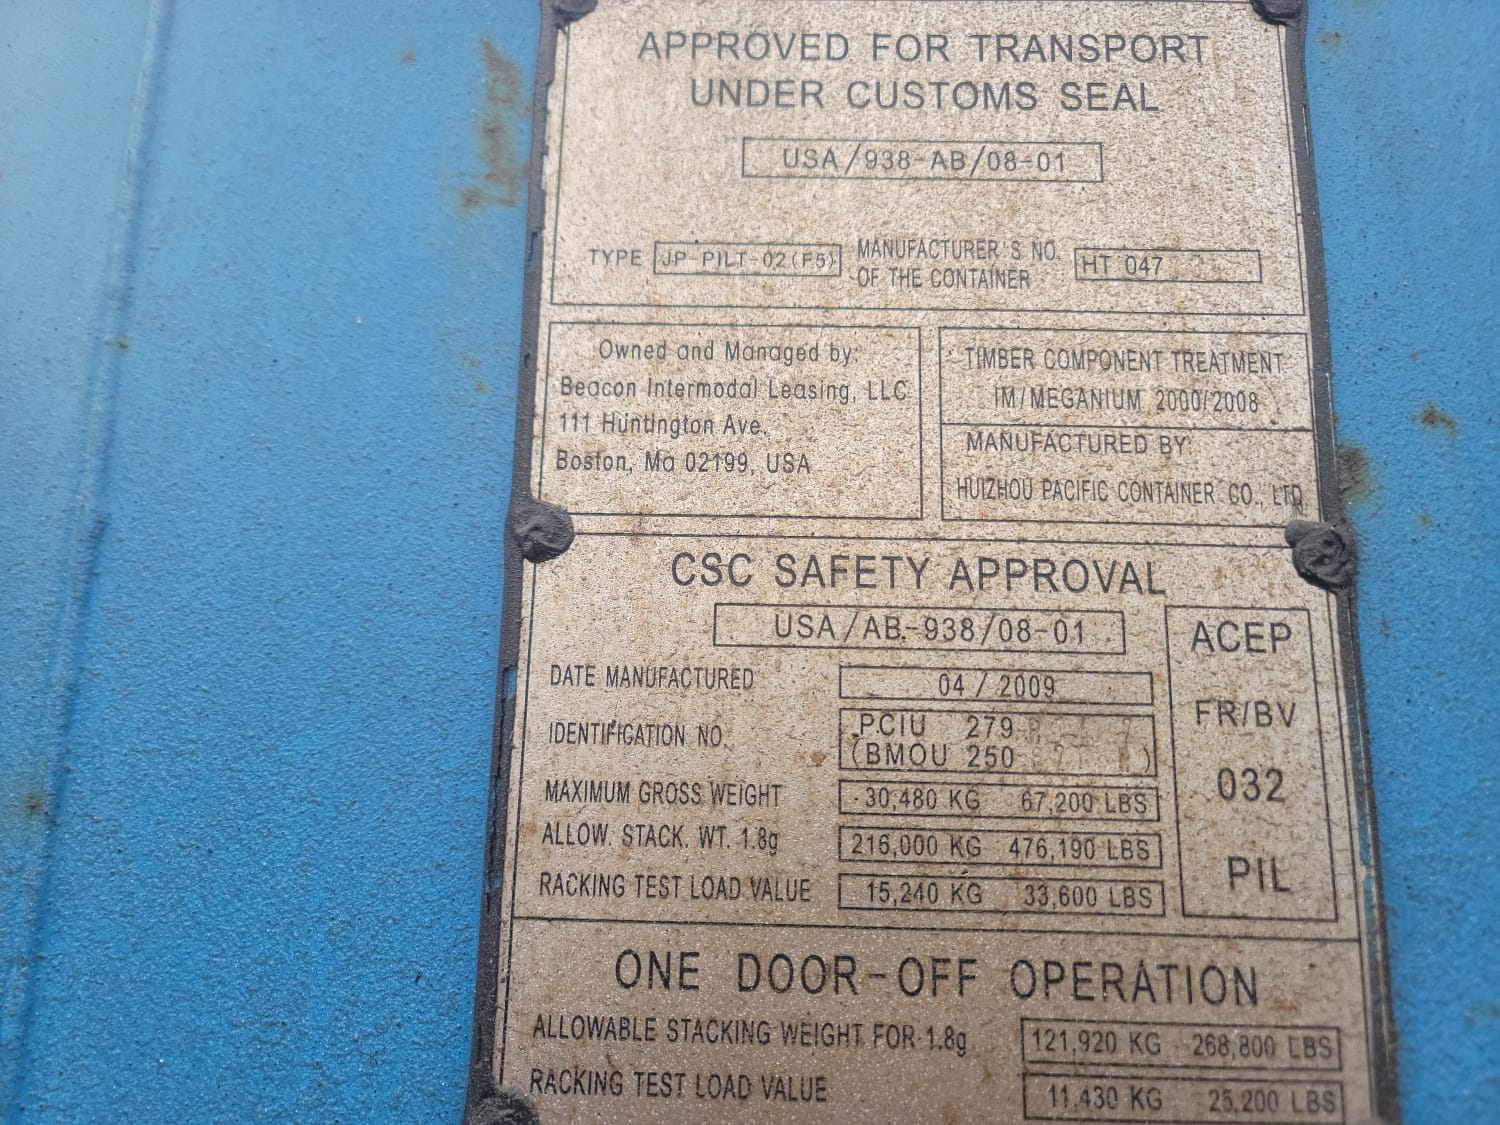 APPROVED FOR TRANSPORT
UNDER CUSTOMS SEAL
USA/938-AB/08-01
TYPE JP-PILT-02(F5) MANUFACTURER'S NO. OF THE CONTAINER HT 047
Owned and Managed by:
Beacon Intermodal Leasing, LLC
111 Huntington Ave.
Boston, Ma 02199, USA
TIMBER COMPONENT TREATMENT
IM/MEGANIUM 2000/2008
MANUFACTURED BY:
HUIZHOU PACIFIC CONTAINER CO., LTD
CSC SAFETY APPROVAL
USA/AB-938/08-01
DATE MANUFACTURED 04 / 2009
IDENTIFICATION NO. PCIU 279
(BMOU 250 )
MAXIMUM GROSS WEIGHT 30,480 KG 67,200 LBS
ALLOW. STACK. WT. 1.8g 216,000 KG 476,190 LBS
RACKING TEST LOAD VALUE 15,240 KG 33,600 LBS
ACEP
FR/BV
032
PIL
ONE DOOR-OFF OPERATION
ALLOWABLE STACKING WEIGHT FOR 1.8g 121,920 KG 268,800 LBS
RACKING TEST LOAD VALUE 11,430 KG 25,200 LBS